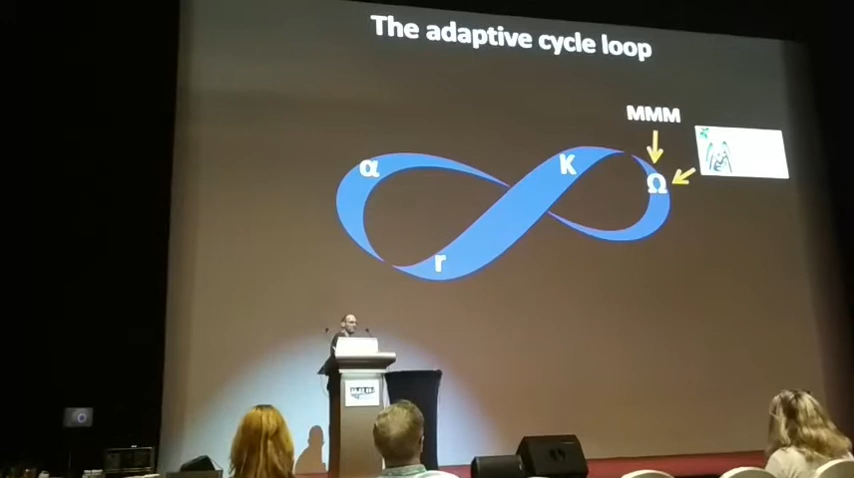 The adaptive cycle loop
MMM
α
K
Ω
r